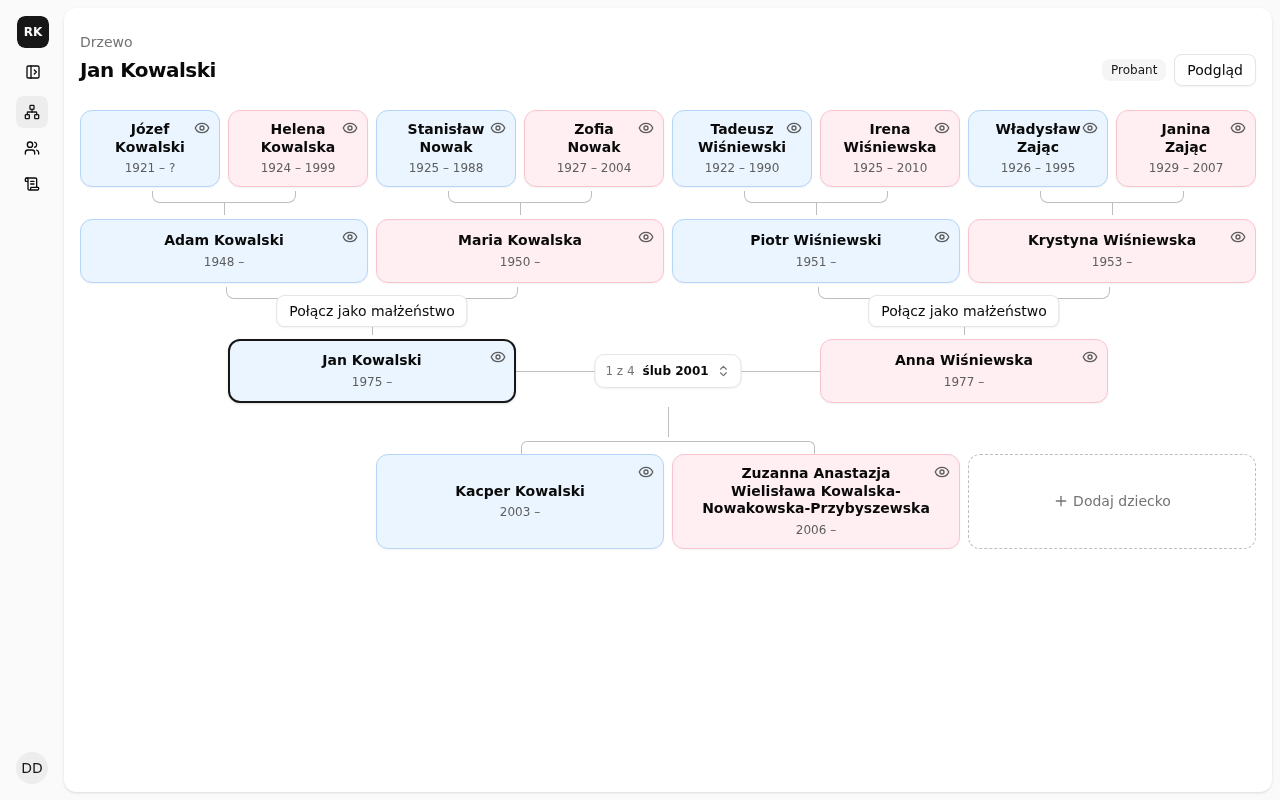 RK
Drzewo
Jan Kowalski
Probant
Podgląd
Józef
Kowalski
1921 – ?
Helena
Kowalska
1924 – 1999
Stanisław
Nowak
1925 – 1988
Zofia
Nowak
1927 – 2004
Tadeusz
Wiśniewski
1922 – 1990
Irena
Wiśniewska
1925 – 2010
Władysław
Zając
1926 – 1995
Janina
Zając
1929 – 2007
Adam Kowalski
1948 –
Maria Kowalska
1950 –
Piotr Wiśniewski
1951 –
Krystyna Wiśniewska
1953 –
Połącz jako małżeństwo
Połącz jako małżeństwo
Jan Kowalski
1975 –
1 z 4 ślub 2001
Anna Wiśniewska
1977 –
Kacper Kowalski
2003 –
Zuzanna Anastazja
Wielisława Kowalska-
Nowakowska-Przybyszewska
2006 –
+ Dodaj dziecko
DD